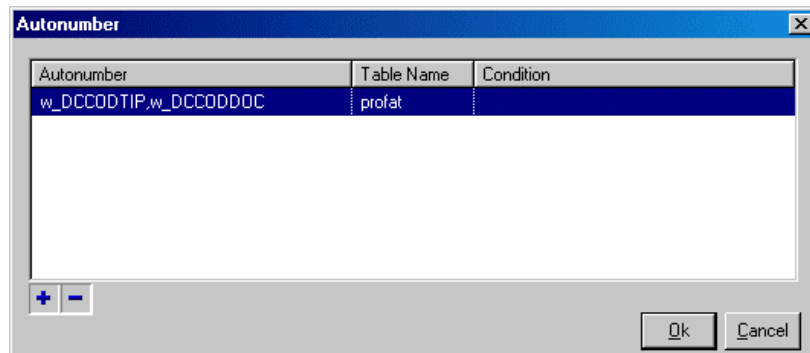 Autonumber
Autonumber Table Name Condition
w_DCCODTIP,w_DCCODDOC profat
Ok Cancel